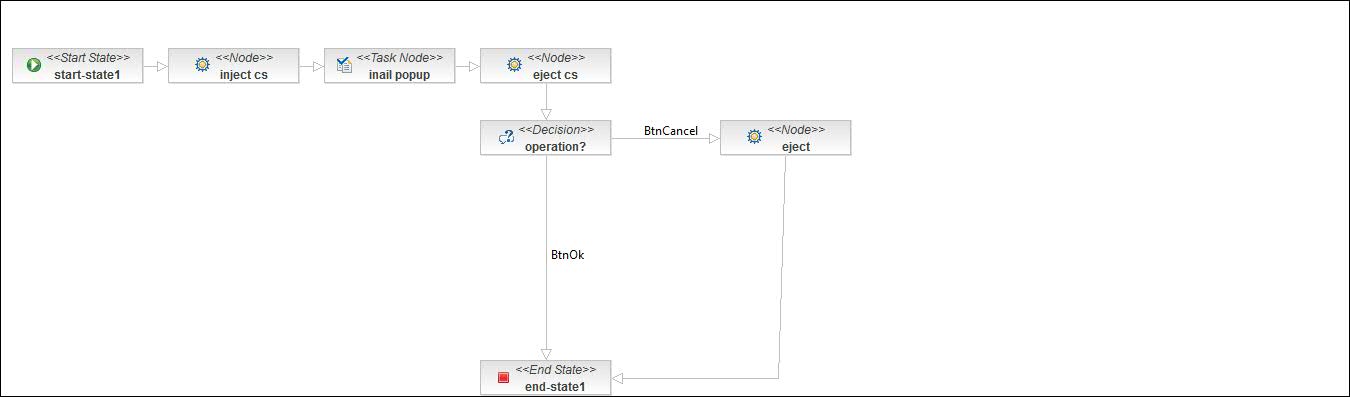 <<Start State>>
start-state1
<<Node>>
inject cs
<<Task Node>>
inail popup
<<Node>>
eject cs
<<Decision>>
operation?
BtnCancel
<<Node>>
eject
BtnOk
<<End State>>
end-state1